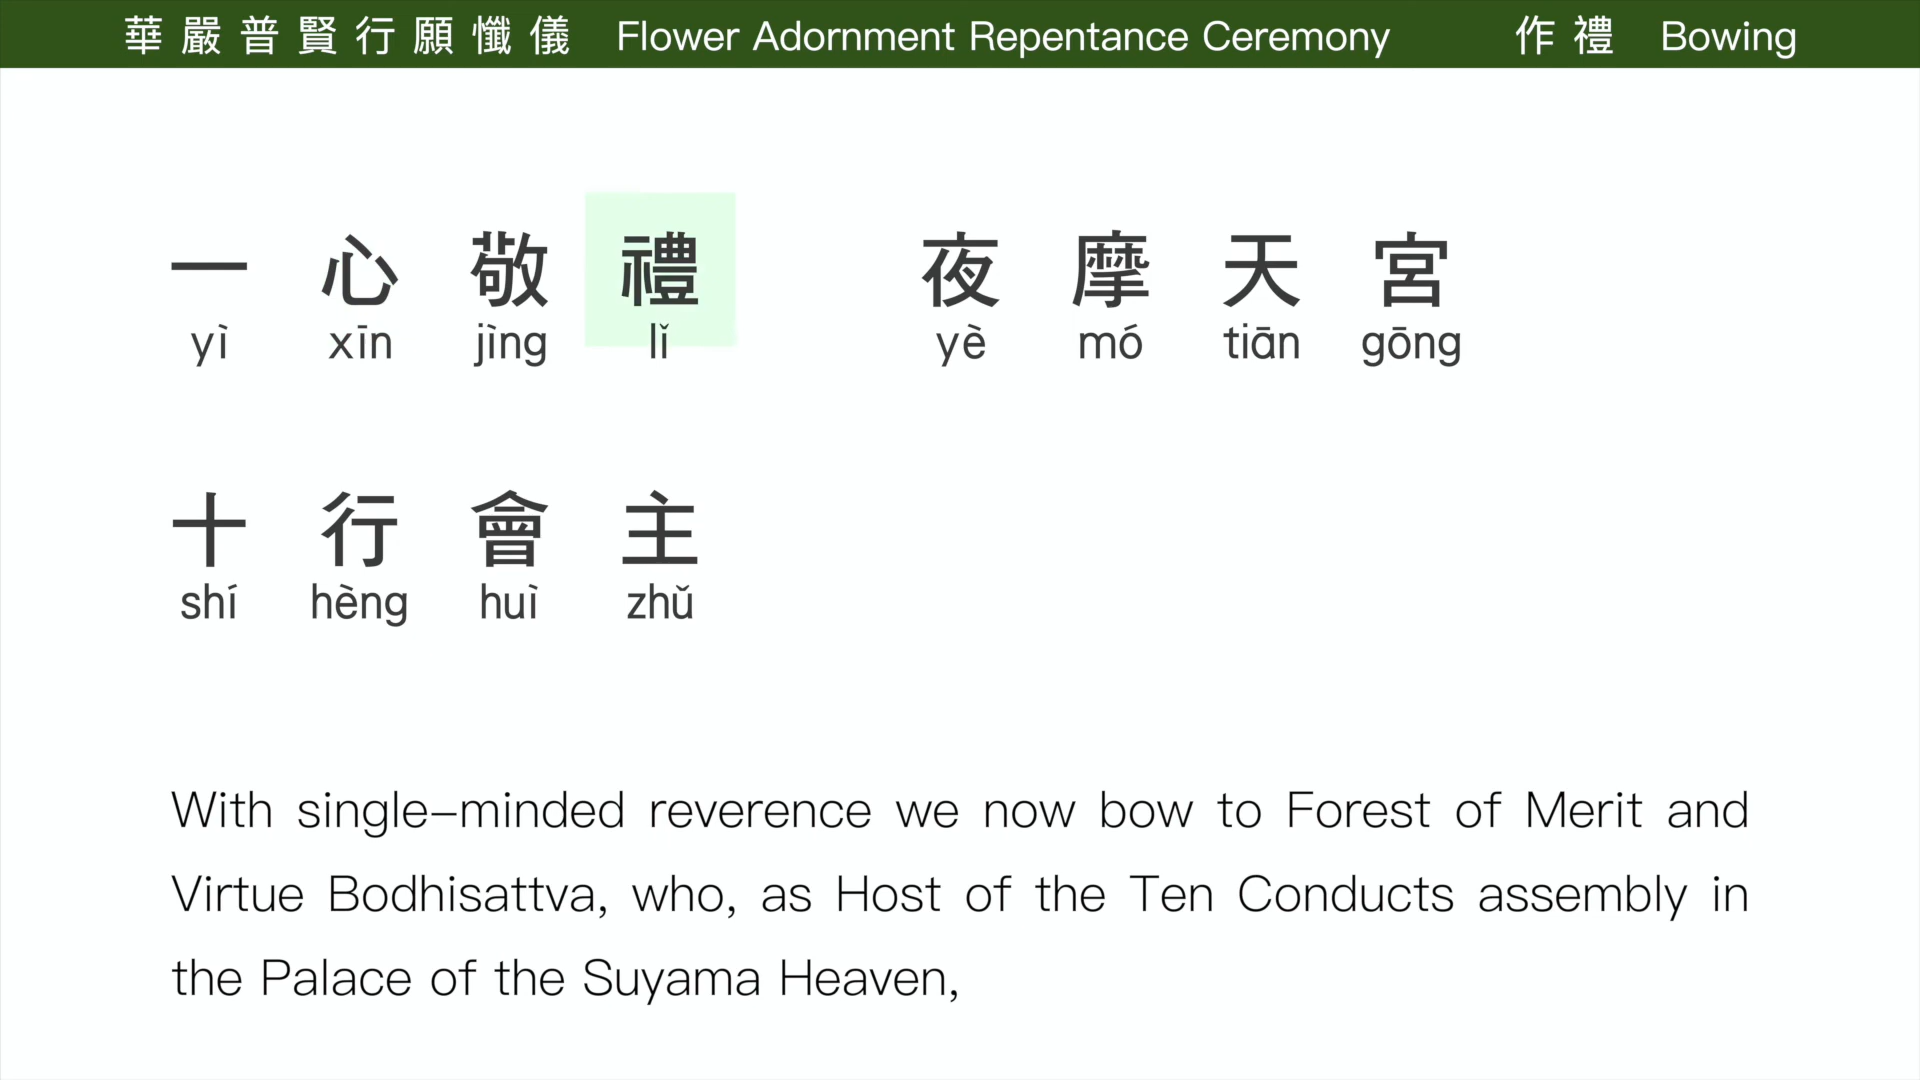 華嚴普賢行願懺儀 Flower Adornment Repentance Ceremony 作禮 Bowing
一心敬禮 夜摩天宮
yì xīn jìng lǐ yè mó tiān gōng
十行會主
shí hèng huì zhǔ
With single-minded reverence we now bow to Forest of Merit and
Virtue Bodhisattva, who, as Host of the Ten Conducts assembly in
the Palace of the Suyama Heaven,